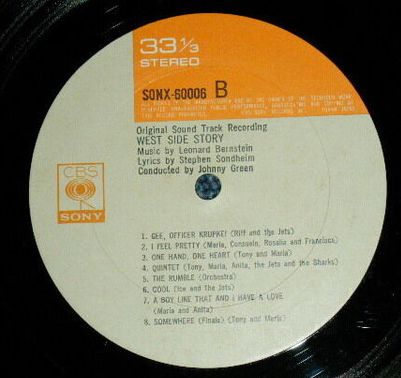 33 1/3
STEREO
SONX-60006 B
Original Sound Track Recording
WEST SIDE STORY
Music by Leonard Bernstein
Lyrics by Stephen Sondheim
Conducted by Johnny Green
CBS
SONY
1. GEE, OFFICER KRUPKE! (Riff and the Jets)
2. I FEEL PRETTY (Maria, Consuelo, Rosalia and Francisca)
3. ONE HAND, ONE HEART (Tony and Maria)
4. QUINTET (Tony, Maria, Anita, the Jets and the Sharks)
5. THE RUMBLE (Orchestra)
6. COOL (Ice and the Jets)
7. A BOY LIKE THAT AND I HAVE A LOVE
(Maria and Anita)
8. SOMEWHERE (Finale) (Tony and Maria)